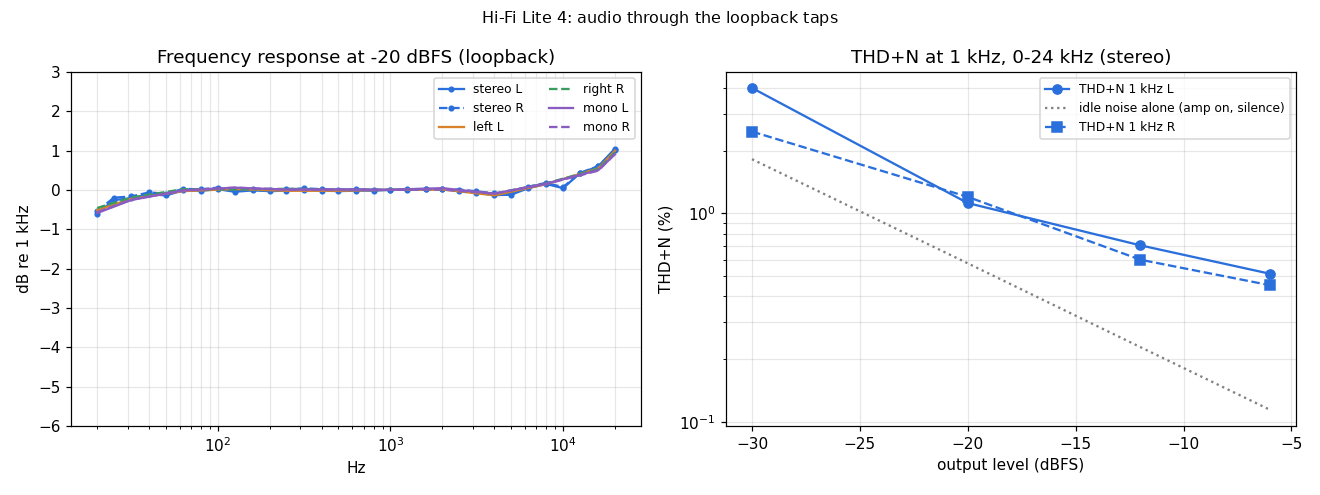 Hi-Fi Lite 4: audio through the loopback taps
Frequency response at -20 dBFS (loopback)
3
2
1
0
−1
−2
−3
−4
−5
−6
dB re 1 kHz
stereo L
stereo R
left L
right R
mono L
mono R
10²
10³
10⁴
Hz
THD+N at 1 kHz, 0-24 kHz (stereo)
10⁰
10⁻¹
THD+N (%)
THD+N 1 kHz L
idle noise alone (amp on, silence)
THD+N 1 kHz R
−30
−25
−20
−15
−10
−5
output level (dBFS)